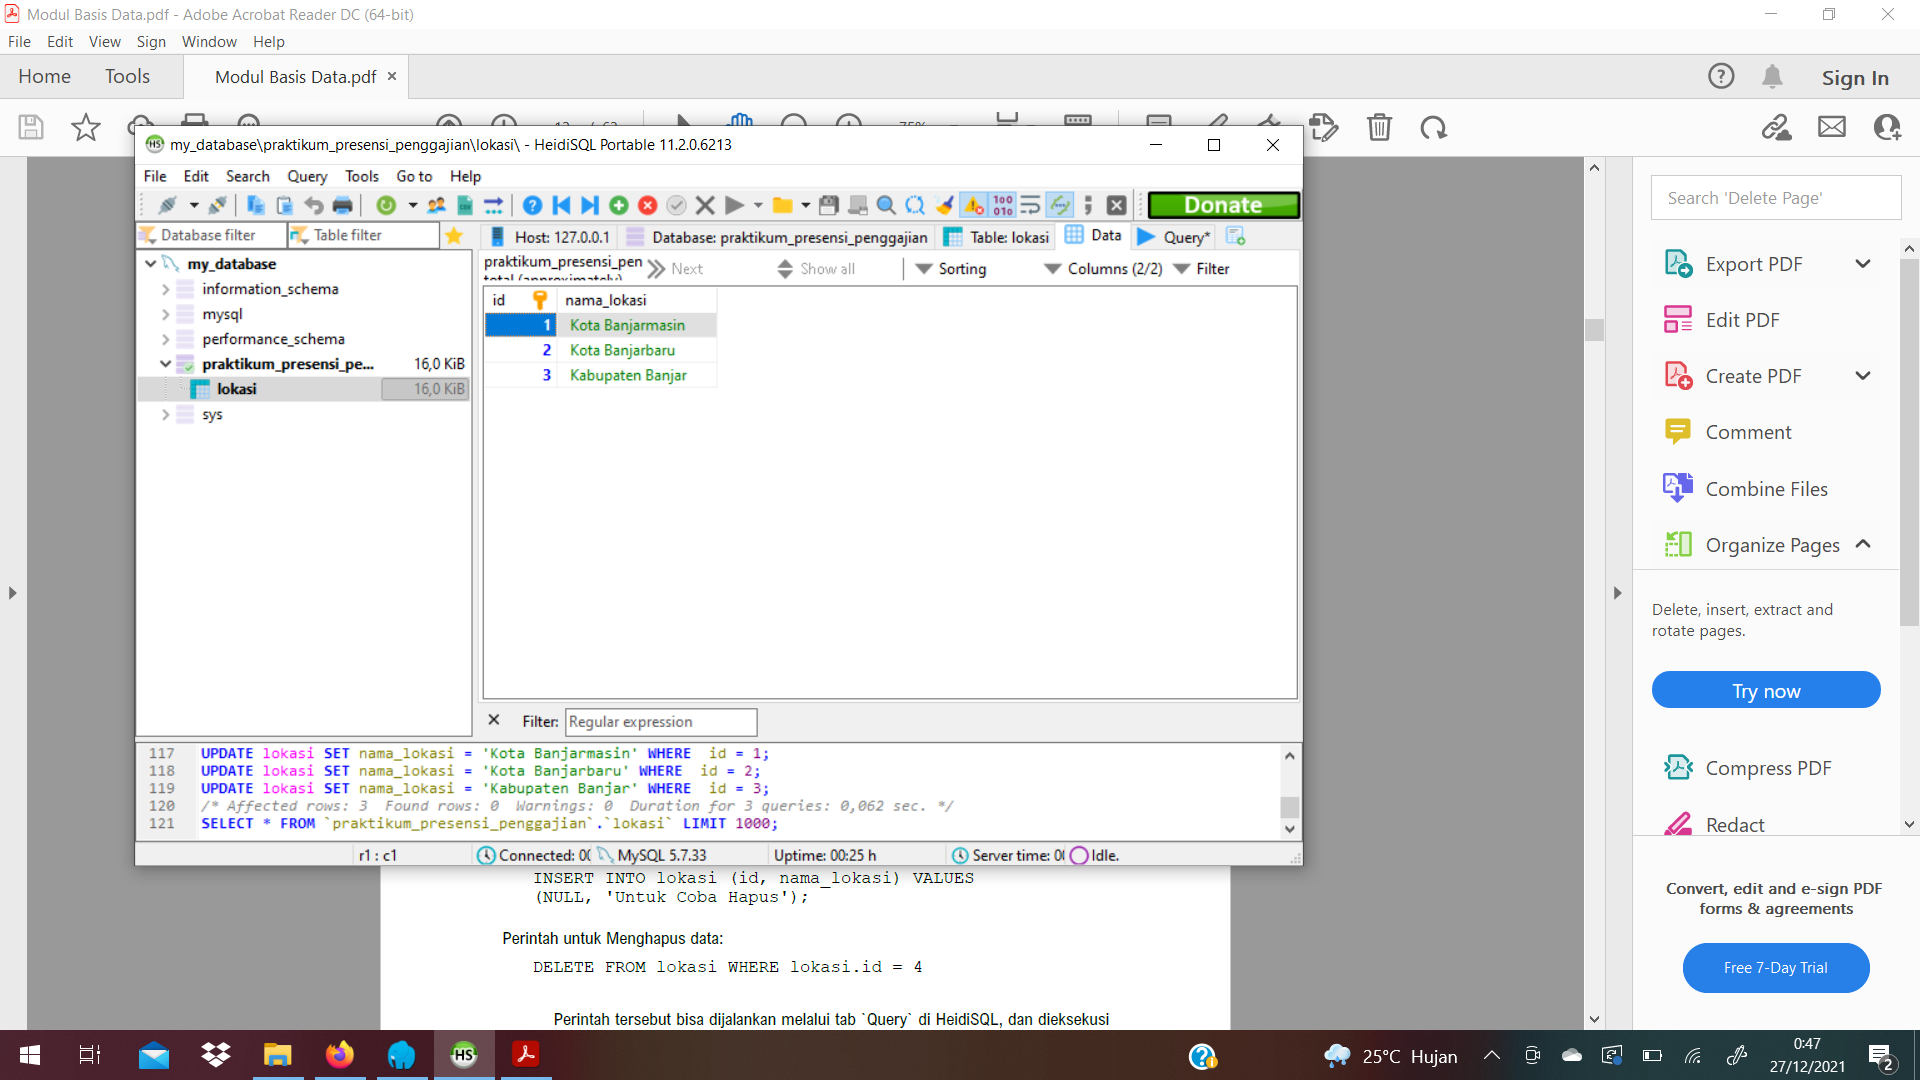 Modul Basis Data.pdf - Adobe Acrobat Reader DC (64-bit)
File Edit View Sign Window Help
Home Tools Modul Basis Data.pdf × Sign In
my_database\praktikum_presensi_penggajian\lokasi\ - HeidiSQL Portable 11.2.0.6213
File Edit Search Query Tools Go to Help
Donate
Database filter Table filter
Host: 127.0.0.1 Database: praktikum_presensi_penggajian Table: lokasi Data Query*
my_database
information_schema
mysql
performance_schema
praktikum_presensi_pe... 16,0 KiB
lokasi 16,0 KiB
sys
praktikum_presensi_pen Next Show all Sorting Columns (2/2) Filter
total (approximately)
id nama_lokasi
1 Kota Banjarmasin
2 Kota Banjarbaru
3 Kabupaten Banjar
Filter: Regular expression
117 UPDATE lokasi SET nama_lokasi = 'Kota Banjarmasin' WHERE  id = 1;
118 UPDATE lokasi SET nama_lokasi = 'Kota Banjarbaru' WHERE  id = 2;
119 UPDATE lokasi SET nama_lokasi = 'Kabupaten Banjar' WHERE  id = 3;
120 /* Affected rows: 3  Found rows: 0  Warnings: 0  Duration for 3 queries: 0,062 sec. */
121 SELECT * FROM `praktikum_presensi_penggajian`.`lokasi` LIMIT 1000;
r1 : c1 Connected: 00 MySQL 5.7.33 Uptime: 00:25 h Server time: 00 Idle.
INSERT INTO lokasi (id, nama_lokasi) VALUES
(NULL, 'Untuk Coba Hapus');
Perintah untuk Menghapus data:
DELETE FROM lokasi WHERE lokasi.id = 4
Perintah tersebut bisa dijalankan melalui tab `Query` di HeidiSQL, dan dieksekusi
Search 'Delete Page'
Export PDF
Edit PDF
Create PDF
Comment
Combine Files
Organize Pages
Delete, insert, extract and
rotate pages.
Try now
Compress PDF
Redact
Convert, edit and e-sign PDF
forms & agreements
Free 7-Day Trial
25°C Hujan
0:47
27/12/2021
2